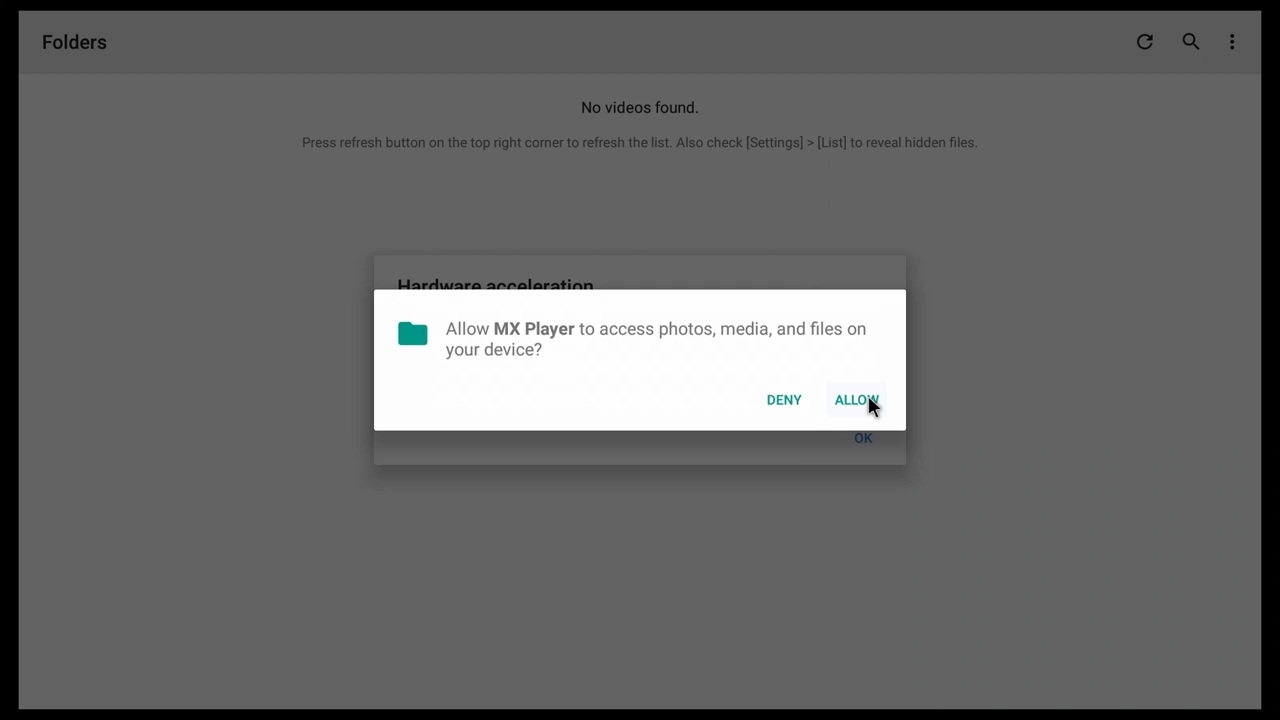 Folders
No videos found.
Press refresh button on the top right corner to refresh the list. Also check [Settings] > [List] to reveal hidden files.
Hardware acceleration
Allow MX Player to access photos, media, and files on
your device?
DENY
ALLOW
OK